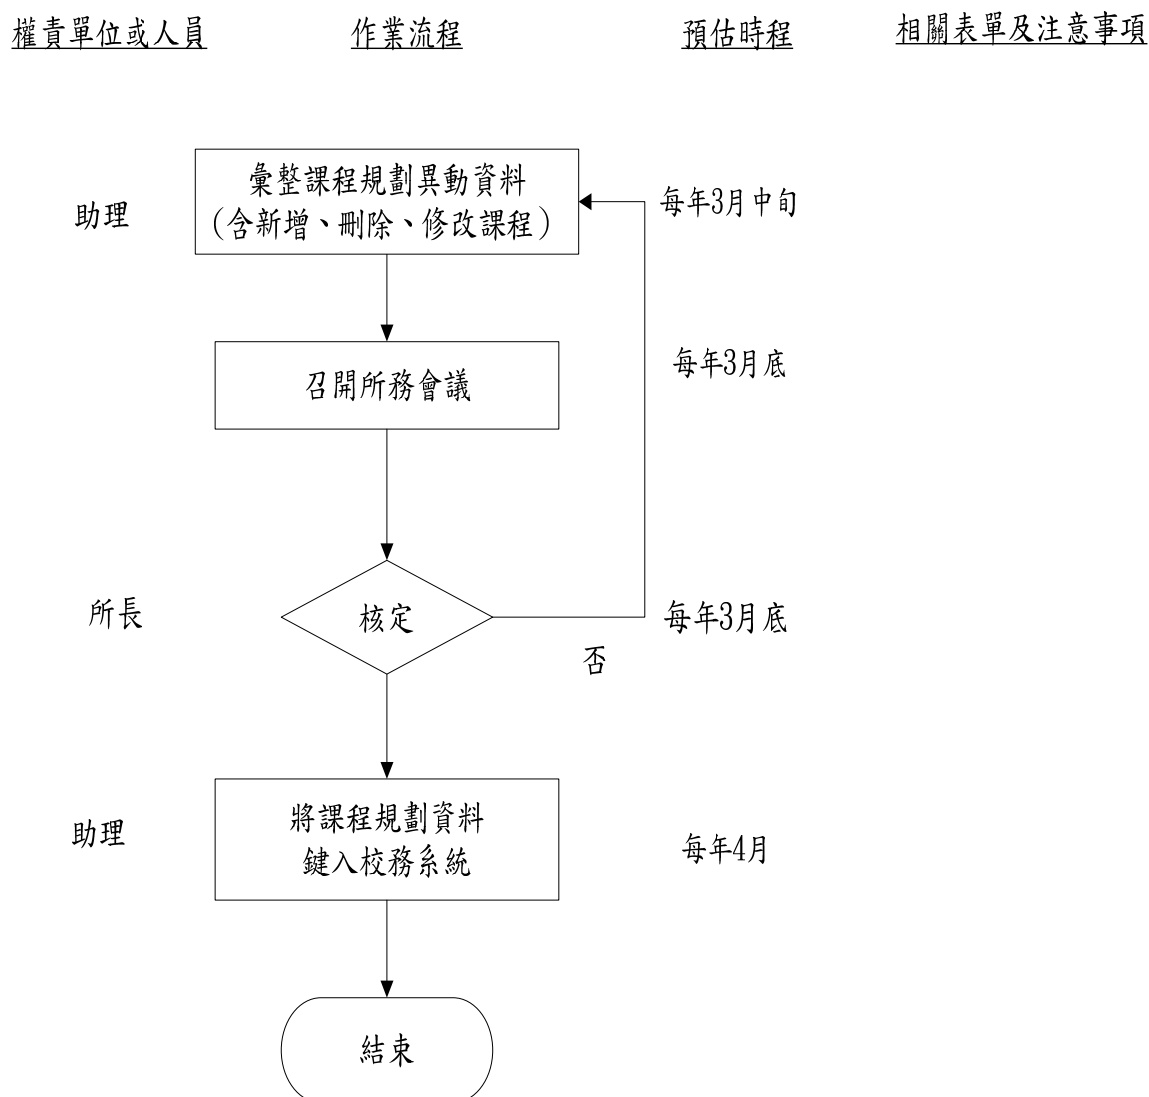 權責單位或人員
作業流程
預估時程
相關表單及注意事項
助理
彙整課程規劃異動資料
（含新增、刪除、修改課程）
每年3月中旬
召開所務會議
每年3月底
所長
核定
否
每年3月底
助理
將課程規劃資料
鍵入校務系統
每年4月
結束